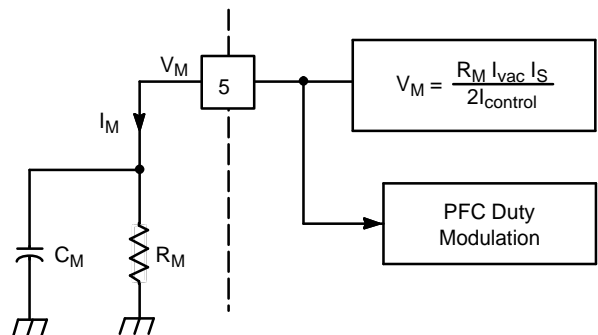 V_M
5
I_M
C_M
R_M
V_M = R_M I_vac I_S / 2I_control
PFC Duty
Modulation